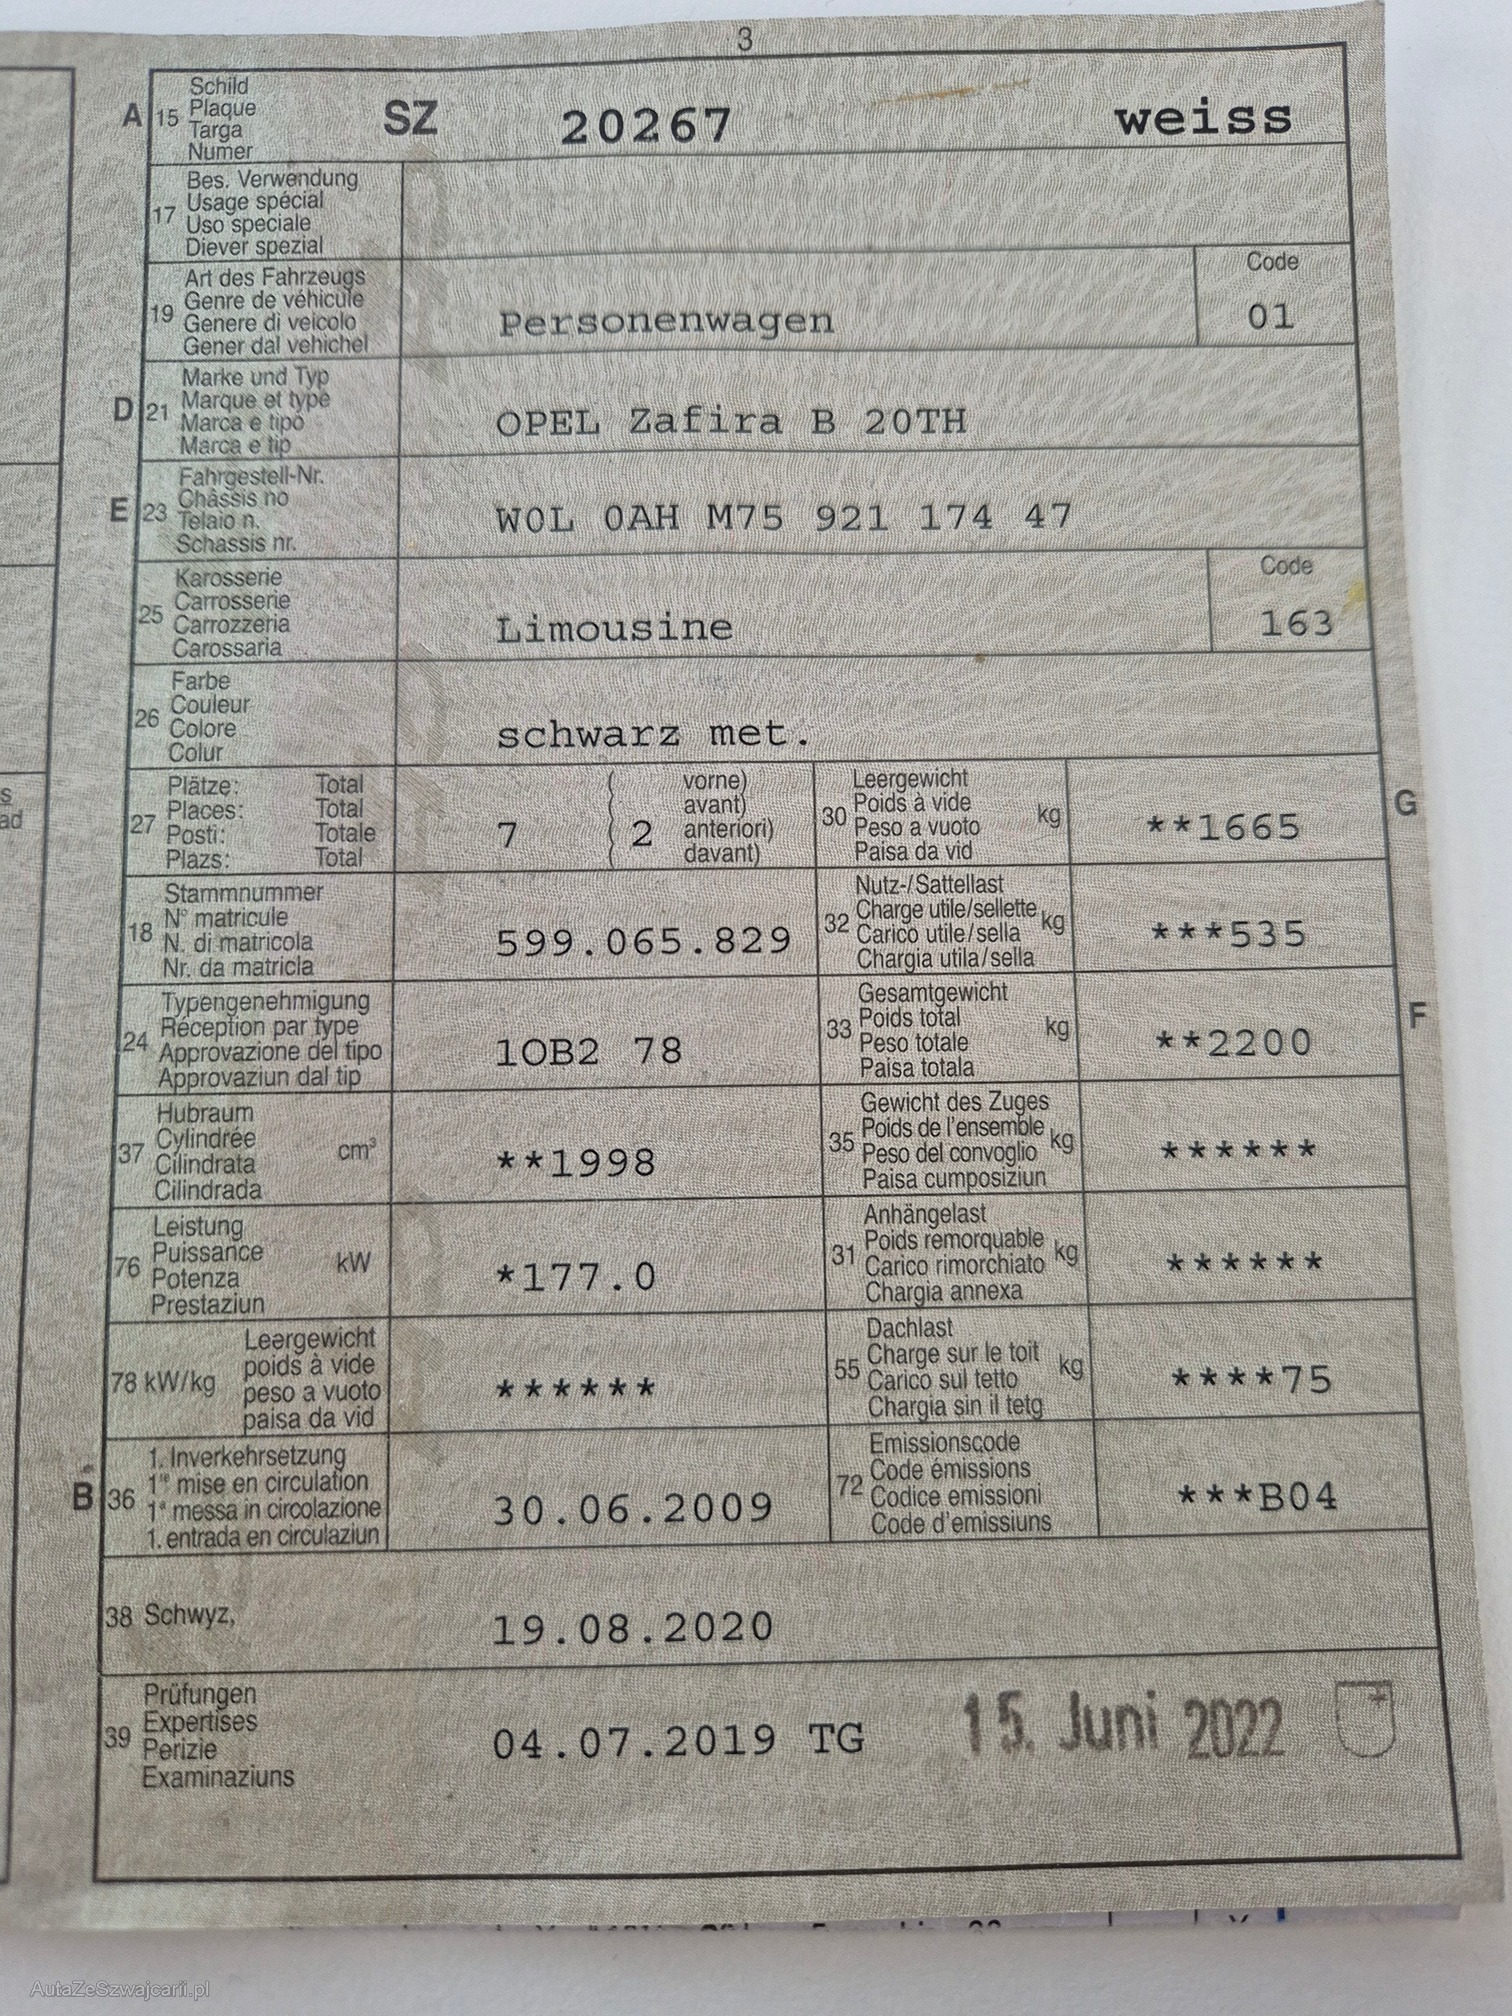 3
A 15 Schild
Plaque
Targa
Numer
SZ 20267 weiss
17 Bes. Verwendung
Usage spécial
Uso speciale
Diever spezial
19 Art des Fahrzeugs
Genre de véhicule
Genere di veicolo
Gener dal vehichel
Personenwagen
Code
01
D 21 Marke und Typ
Marque et type
Marca e tipo
Marca e tip
OPEL Zafira B 20TH
E 23 Fahrgestell-Nr.
Châssis no
Telaio n.
Schassis nr.
W0L 0AH M75 921 174 47
25 Karosserie
Carrosserie
Carrozzeria
Carossaria
Limousine
Code
163
26 Farbe
Couleur
Colore
Colur
schwarz met.
27 Plätze: Total
Places: Total
Posti: Totale
Plazs: Total
7 ( 2 vorne)
( avant)
( anteriori)
( davant)
30 Leergewicht
Poids à vide
Peso a vuoto
Paisa da vid
kg
**1665
G
18 Stammnummer
N° matricule
N. di matricola
Nr. da matricla
599.065.829
32 Nutz-/Sattellast
Charge utile/sellette
Carico utile/sella
Chargia utila/sella
kg
***535
24 Typengenehmigung
Réception par type
Approvazione del tipo
Approvaziun dal tip
1OB2 78
33 Gesamtgewicht
Poids total
Peso totale
Paisa totala
kg
**2200
F
37 Hubraum
Cylindrée
Cilindrata
Cilindrada
cm³
**1998
35 Gewicht des Zuges
Poids de l'ensemble
Peso del convoglio
Paisa cumposiziun
kg
******
76 Leistung
Puissance
Potenza
Prestaziun
kW
*177.0
31 Anhängelast
Poids remorquable
Carico rimorchiato
Chargia annexa
kg
******
78 kW/kg Leergewicht
poids à vide
peso a vuoto
paisa da vid
******
55 Dachlast
Charge sur le toit
Carico sul tetto
Chargia sin il tetg
kg
****75
B 36 1. Inverkehrsetzung
1re mise en circulation
1a messa in circolazione
1. entrada en circulaziun
30.06.2009
72 Emissionscode
Code émissions
Codice emissioni
Code d'emissiuns
***B04
38 Schwyz,
19.08.2020
39 Prüfungen
Expertises
Perizie
Examinaziuns
04.07.2019 TG
15. Juni 2022
s
ad
AutaZeSzwajcarii.pl